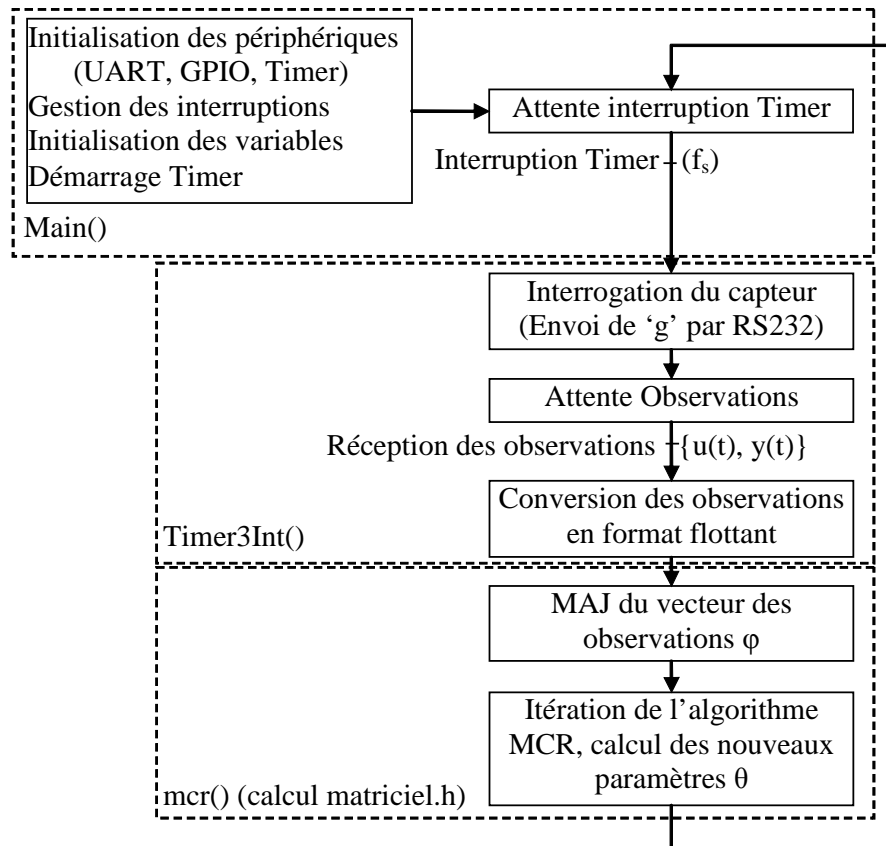 Initialisation des périphériques
(UART, GPIO, Timer)
Gestion des interruptions
Initialisation des variables
Démarrage Timer
Main()
Attente interruption Timer
Interruption Timer (fs)
Interrogation du capteur
(Envoi de ‘g’ par RS232)
Attente Observations
Réception des observations {u(t), y(t)}
Conversion des observations
en format flottant
Timer3Int()
MAJ du vecteur des
observations φ
Itération de l’algorithme
MCR, calcul des nouveaux
paramètres θ
mcr() (calcul matriciel.h)